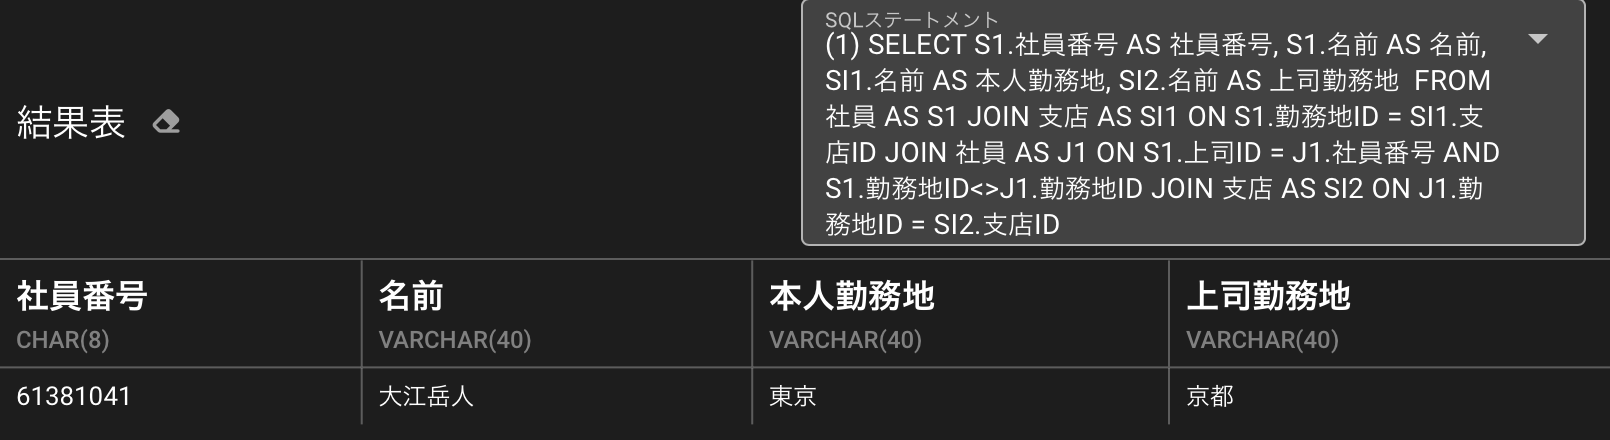 SQLステートメント
(1) SELECT S1.社員番号 AS 社員番号, S1.名前 AS 名前,
SI1.名前 AS 本人勤務地, SI2.名前 AS 上司勤務地  FROM
社員 AS S1 JOIN 支店 AS SI1 ON S1.勤務地ID = SI1.支
店ID JOIN 社員 AS J1 ON S1.上司ID = J1.社員番号 AND
S1.勤務地ID<>J1.勤務地ID JOIN 支店 AS SI2 ON J1.勤
務地ID = SI2.支店ID
結果表
社員番号 名前 本人勤務地 上司勤務地
CHAR(8) VARCHAR(40) VARCHAR(40) VARCHAR(40)
61381041 大江岳人 東京 京都